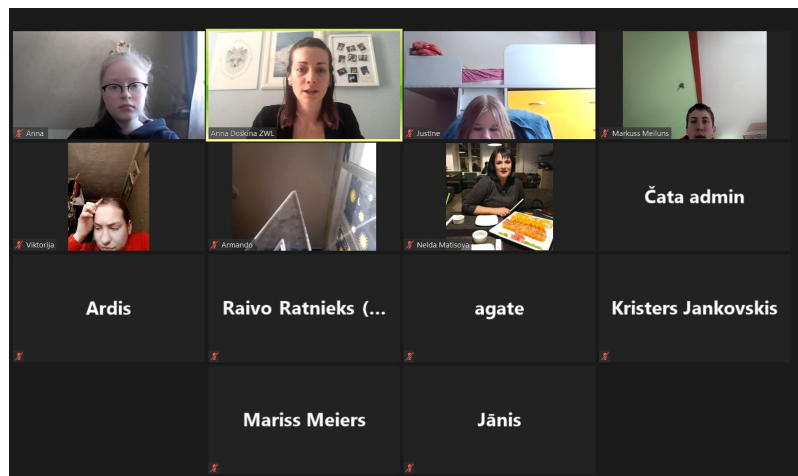 Anna
Anna Doškina ZWL
Justīne
Markuss Meiluns
Viktorija
Armando
Nelda Matisova
Čata admin
Ardis
Raivo Ratnieks (...
agate
Kristers Jankovskis
Mariss Meiers
Jānis